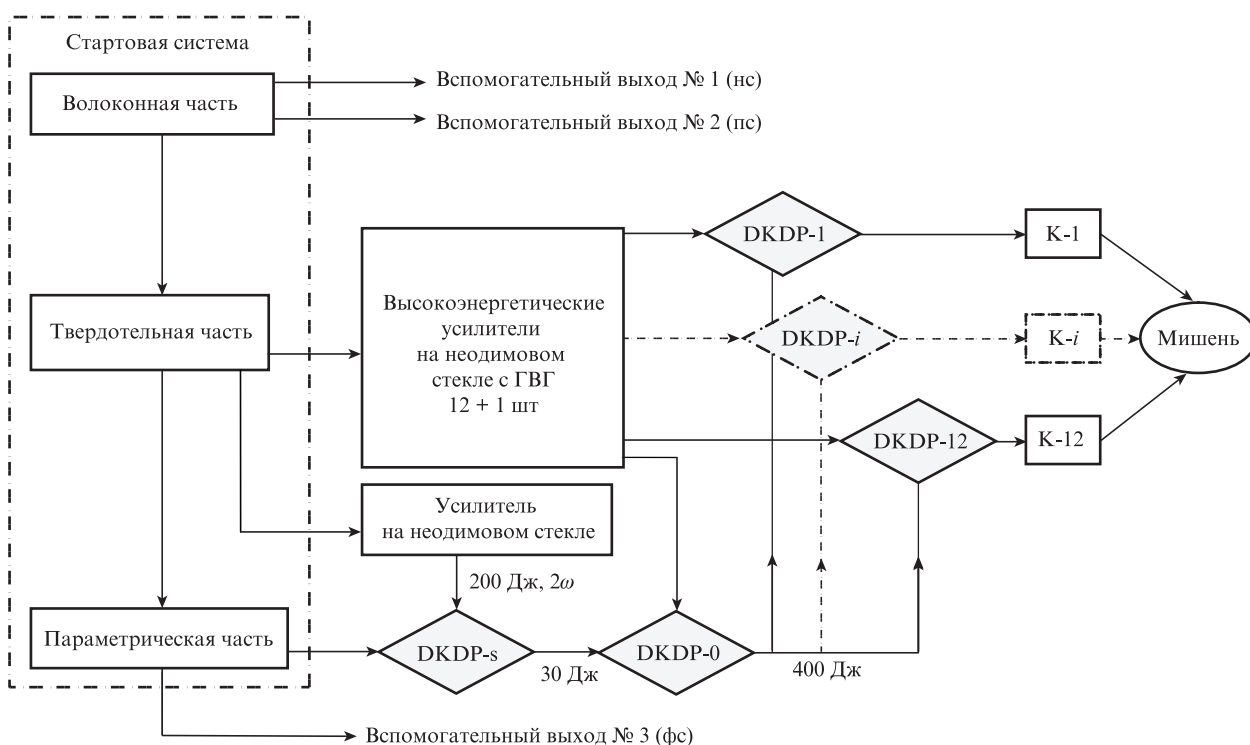 Стартовая система
Волоконная часть
Вспомогательный выход № 1 (нс)
Вспомогательный выход № 2 (пс)
DKDP-1
K-1
Твердотельная часть
Высокоэнергетические
усилители
на неодимовом
стекле с ГВГ
12 + 1 шт
DKDP-i
K-i
Мишень
DKDP-12
K-12
Усилитель
на неодимовом стекле
200 Дж, 2ω
Параметрическая часть
DKDP-s
30 Дж
DKDP-0
400 Дж
Вспомогательный выход № 3 (фс)